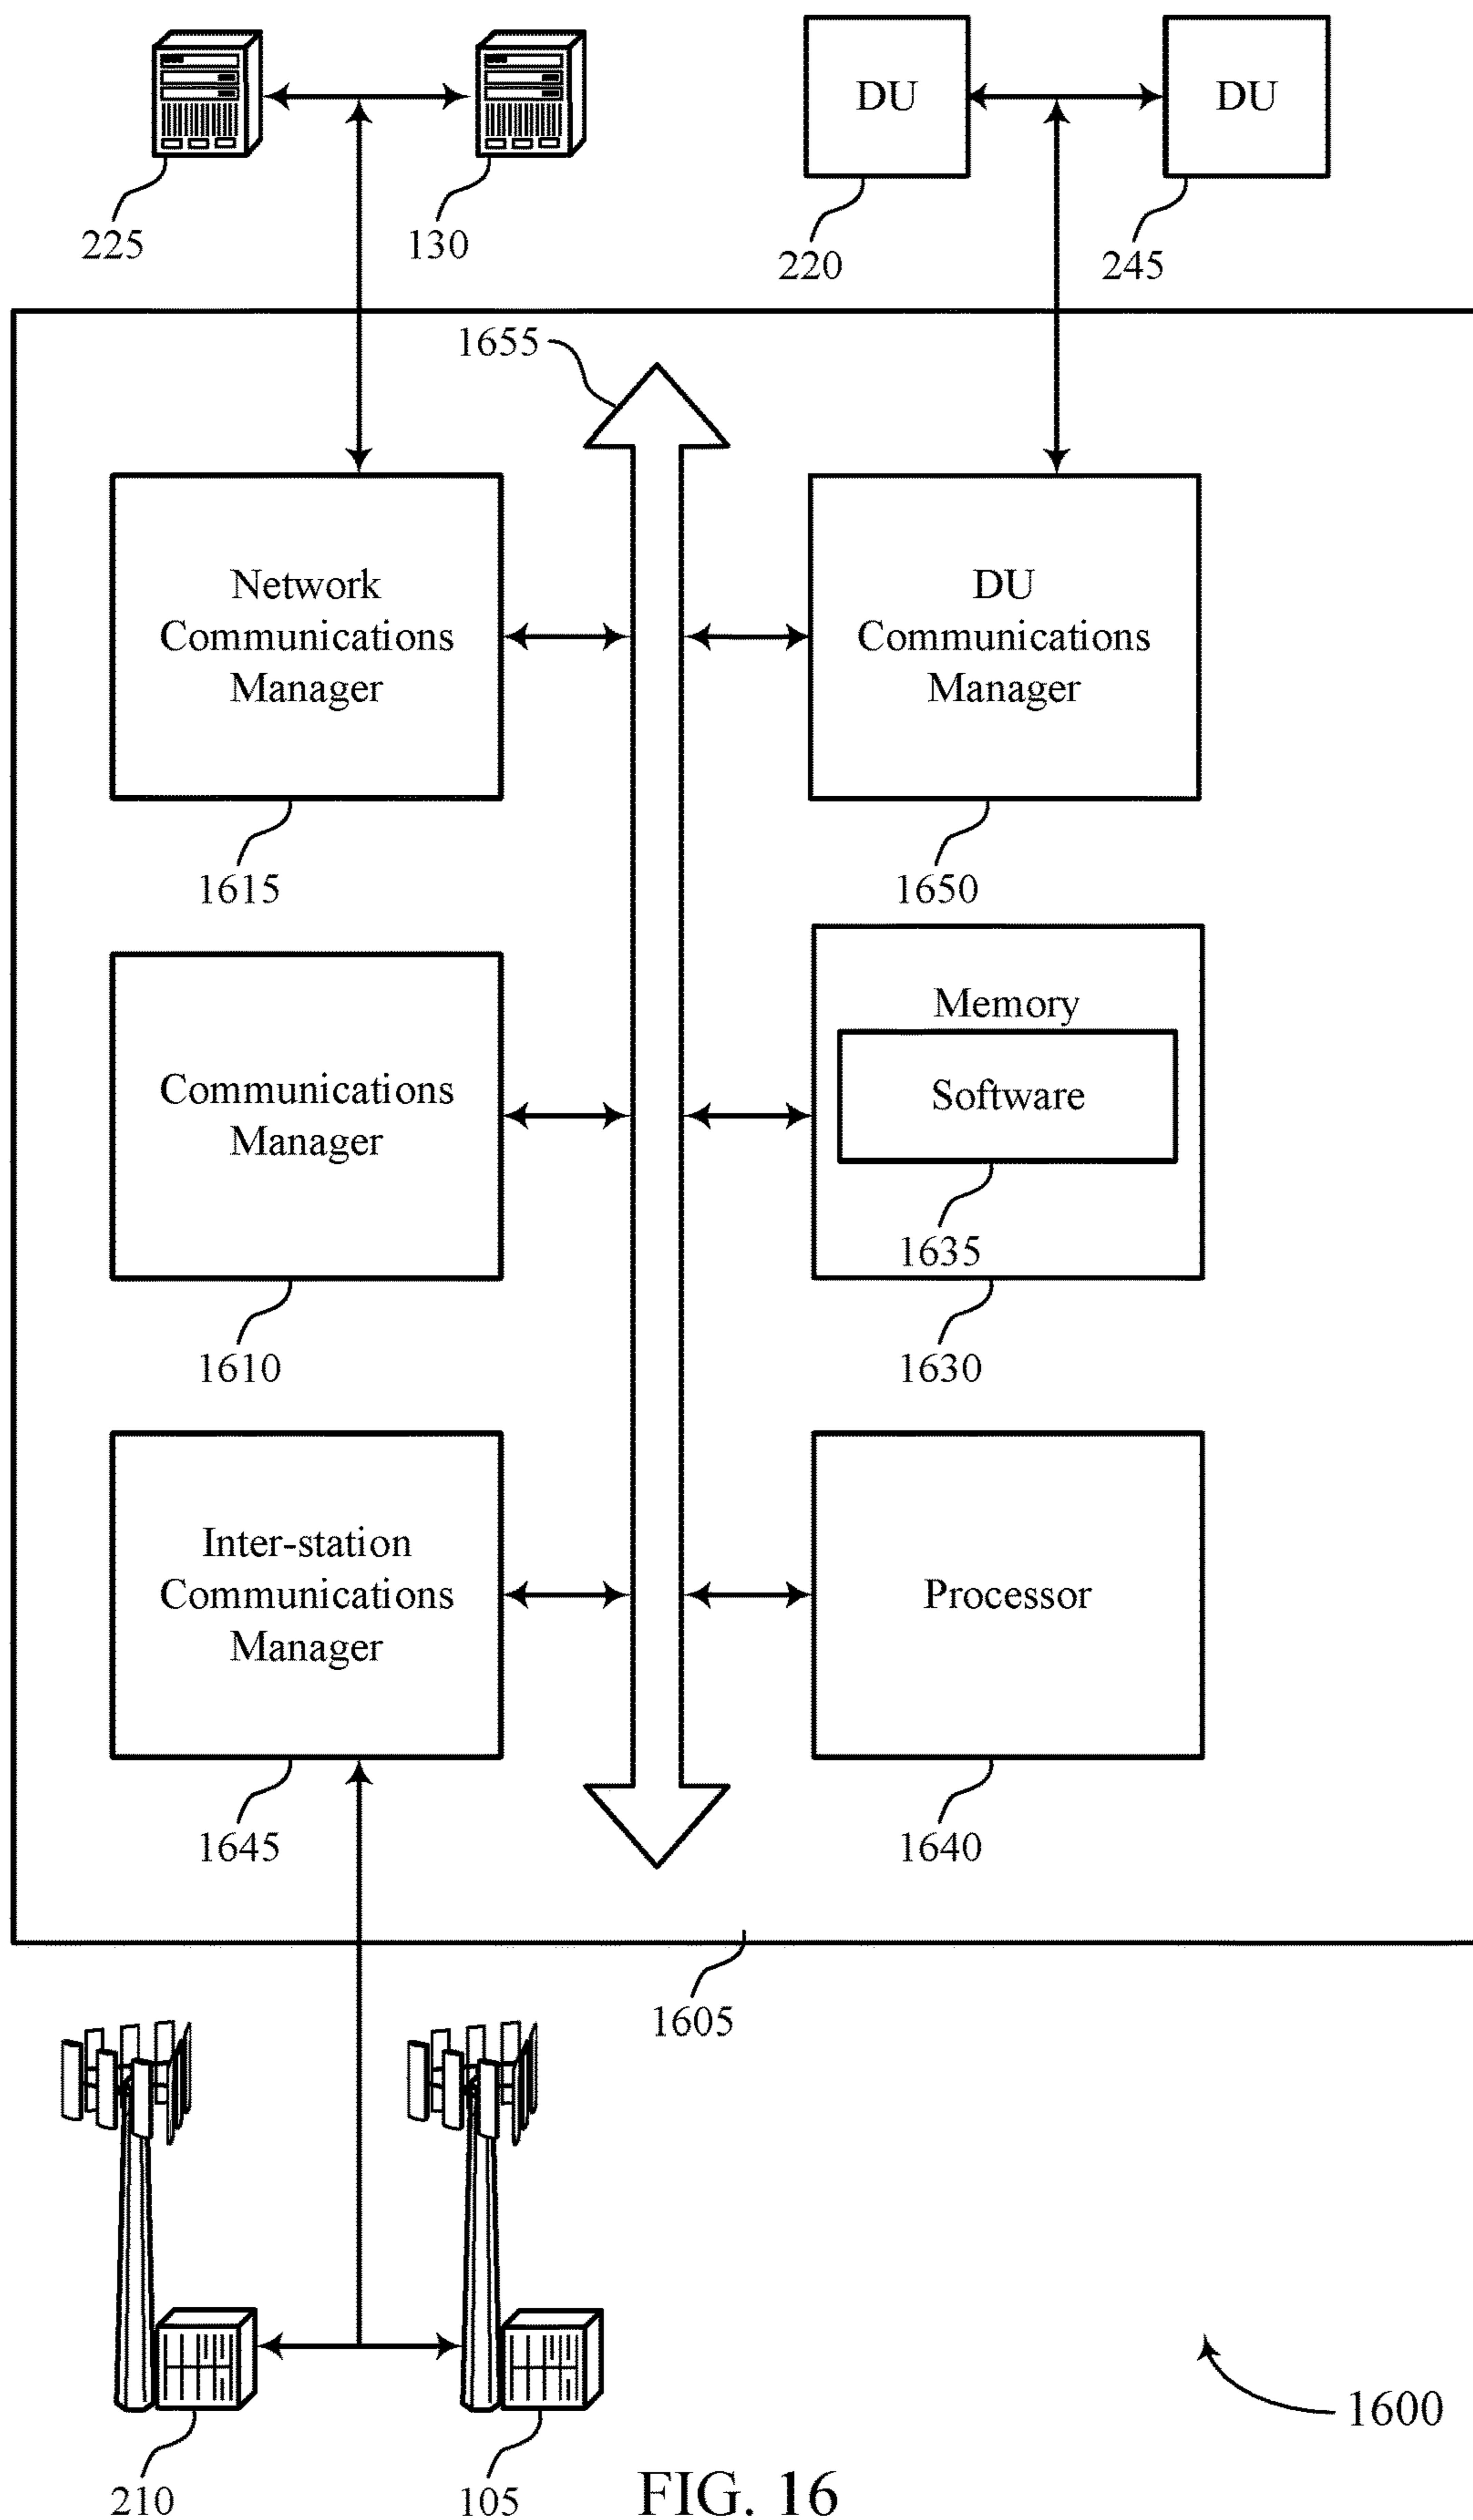 DU
DU
225
130
220
245
1655
Network
Communications
Manager
DU
Communications
Manager
1615
1650
Communications
Manager
Memory
Software
1635
1610
1630
Inter-station
Communications
Manager
Processor
1645
1640
1605
1600
210
105
FIG. 16